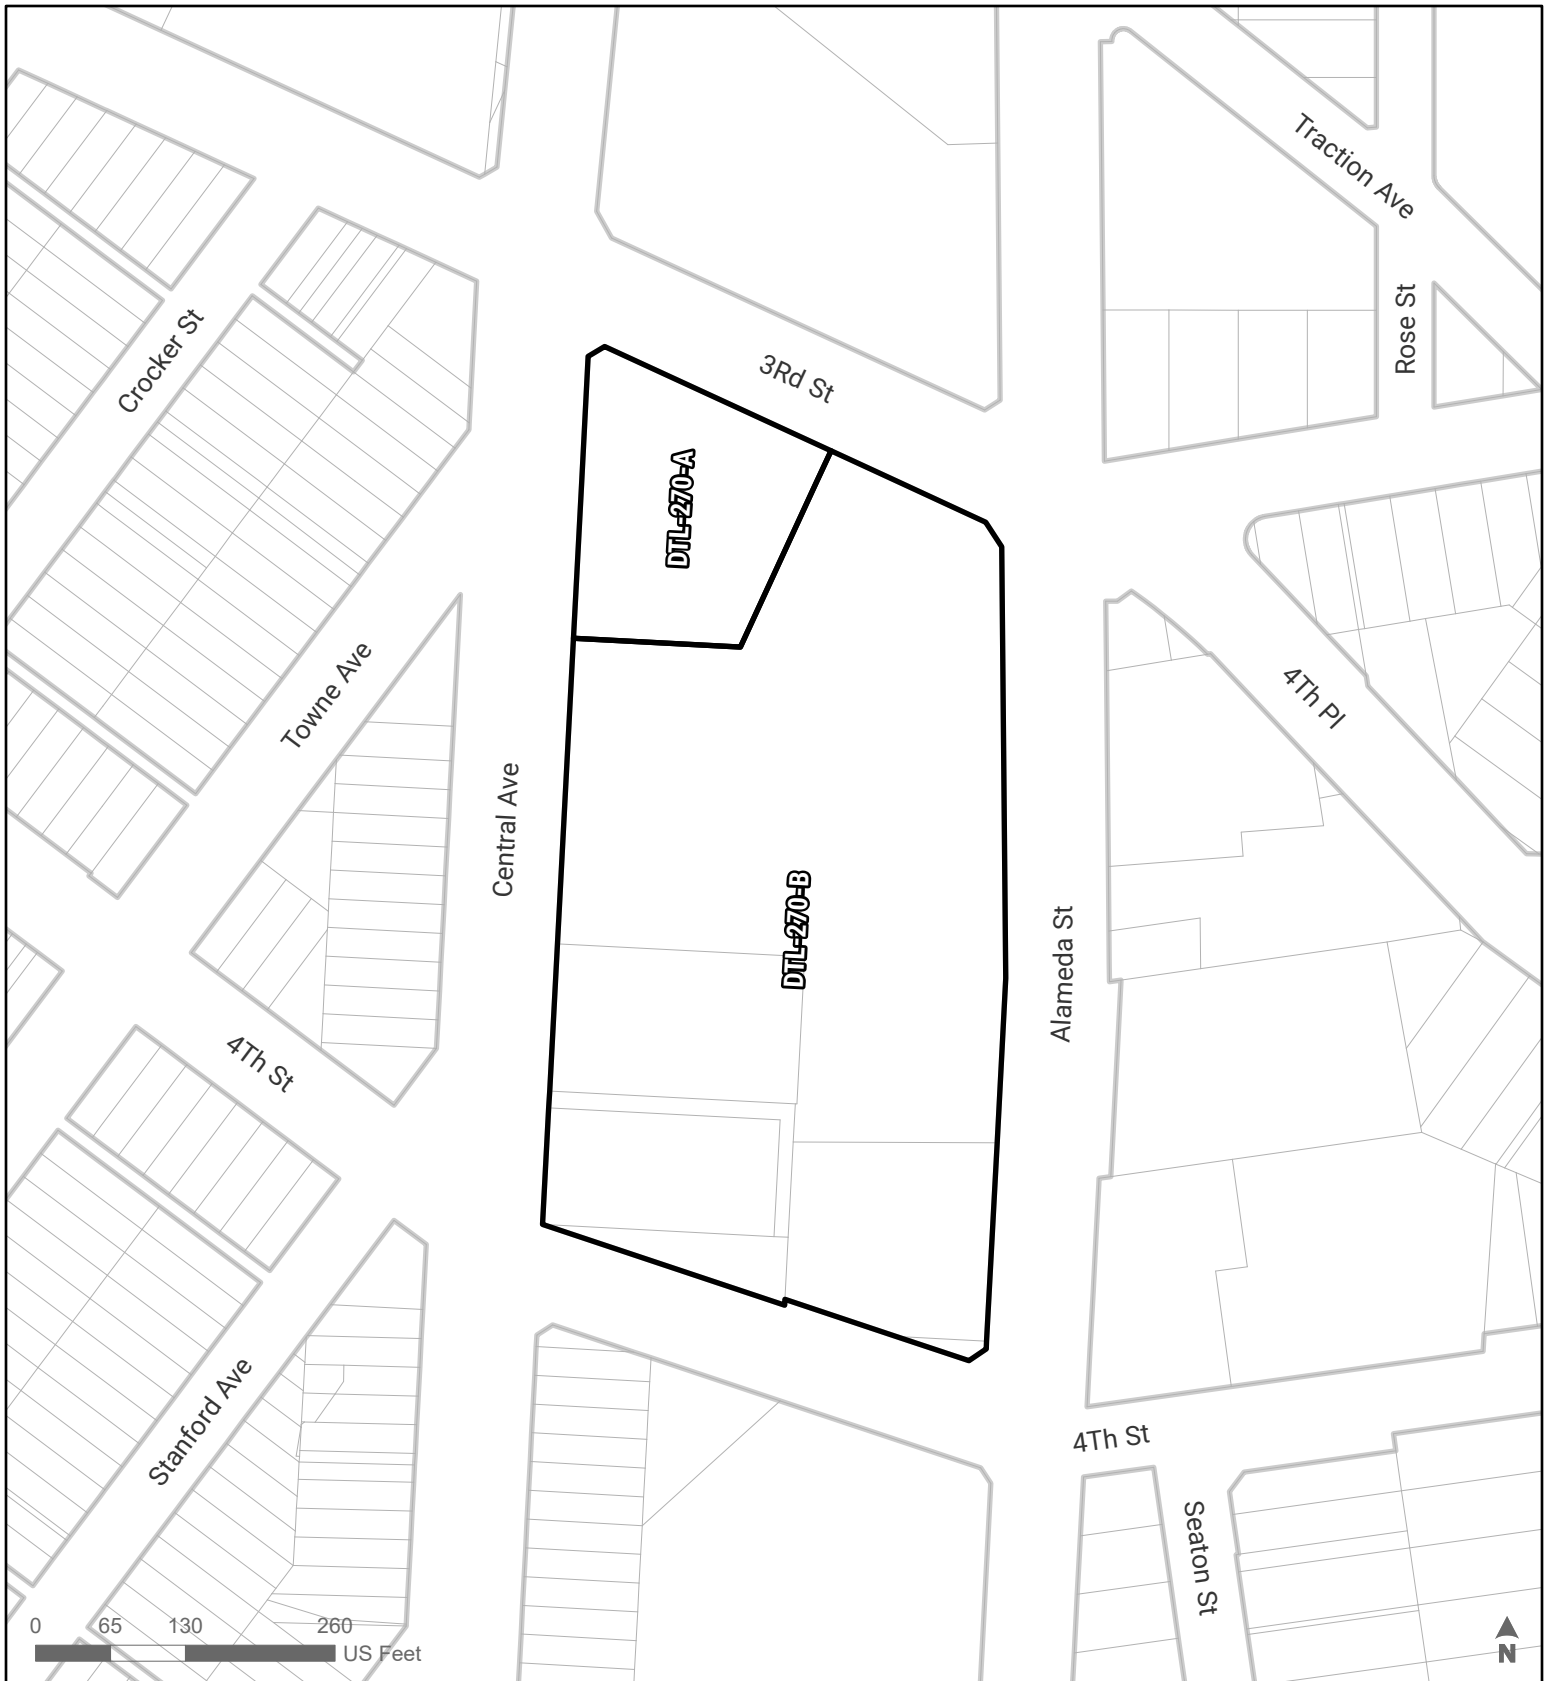 Traction Ave
Rose St
Crocker St
3Rd St
DTL-270-A
4Th Pl
Towne Ave
Central Ave
DTL-270-B
Alameda St
4Th St
Stanford Ave
4Th St
Seaton St
0 65 130 260
US Feet
N